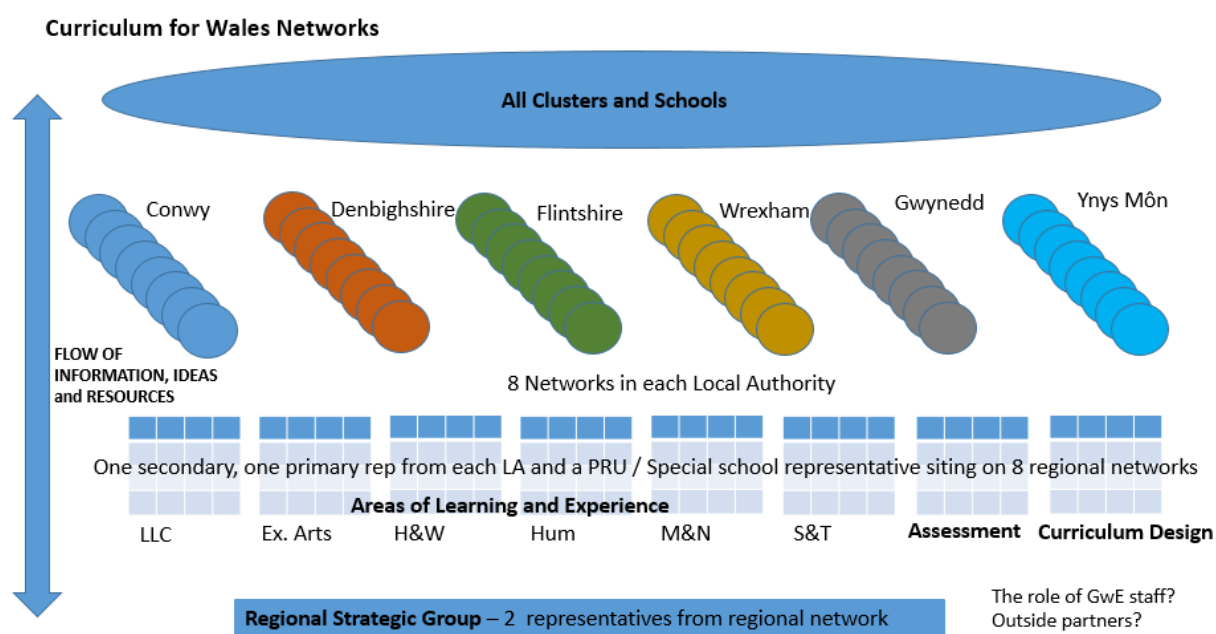 Curriculum for Wales Networks
All Clusters and Schools
Conwy
Denbighshire
Flintshire
Wrexham
Gwynedd
Ynys Môn
FLOW OF
INFORMATION, IDEAS
and RESOURCES
8 Networks in each Local Authority
One secondary, one primary rep from each LA and a PRU / Special school representative siting on 8 regional networks
Areas of Learning and Experience
LLC
Ex. Arts
H&W
Hum
M&N
S&T
Assessment
Curriculum Design
Regional Strategic Group – 2 representatives from regional network
The role of GwE staff?
Outside partners?